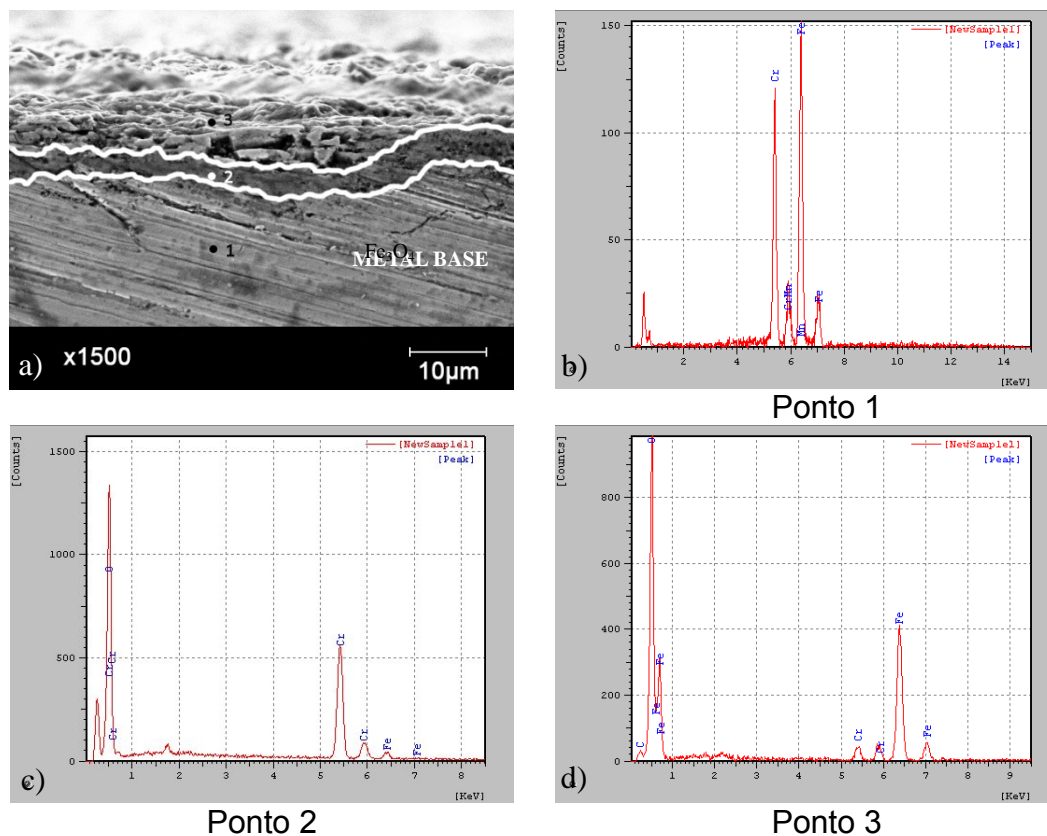 3
2
1
Fe3O4
METAL BASE
a)
x1500
10µm
[Counts]
150
100
50
0
[NewSample1]
[Peak]
Cr
Fe
Cr
Mn
Mn
Fe
2
4
6
8
10
12
14
[KeV]
b)
Ponto 1
[Counts]
1500
1000
500
0
[NewSample1]
[Peak]
O
Cr
Cr
Cr
Cr
Cr
Fe
Fe
1
2
3
4
5
6
7
8
[KeV]
c)
Ponto 2
[Counts]
800
600
400
200
0
[NewSample1]
[Peak]
O
C
Fe
Fe
Fe
Cr
Cr
Fe
Fe
1
2
3
4
5
6
7
9
[KeV]
d)
Ponto 3